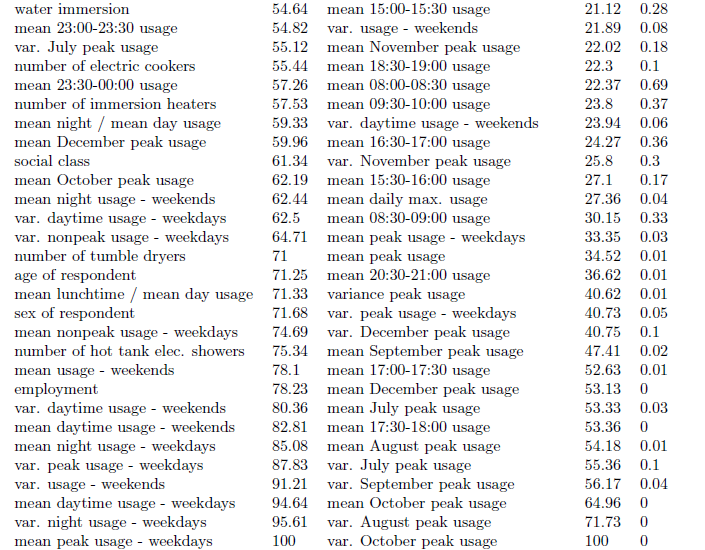 water immersion 54.64 mean 15:00-15:30 usage 21.12 0.28
mean 23:00-23:30 usage 54.82 var. usage - weekends 21.89 0.08
var. July peak usage 55.12 mean November peak usage 22.02 0.18
number of electric cookers 55.44 mean 18:30-19:00 usage 22.3 0.1
mean 23:30-00:00 usage 57.26 mean 08:00-08:30 usage 22.37 0.69
number of immersion heaters 57.53 mean 09:30-10:00 usage 23.8 0.37
mean night / mean day usage 59.33 var. daytime usage - weekends 23.94 0.06
mean December peak usage 59.96 mean 16:30-17:00 usage 24.27 0.36
social class 61.34 var. November peak usage 25.8 0.3
mean October peak usage 62.19 mean 15:30-16:00 usage 27.1 0.17
mean night usage - weekends 62.44 mean daily max. usage 27.36 0.04
var. daytime usage - weekdays 62.5 mean 08:30-09:00 usage 30.15 0.33
var. nonpeak usage - weekdays 64.71 mean peak usage - weekdays 33.35 0.03
number of tumble dryers 71 mean peak usage 34.52 0.01
age of respondent 71.25 mean 20:30-21:00 usage 36.62 0.01
mean lunchtime / mean day usage 71.33 variance peak usage 40.62 0.01
sex of respondent 71.68 var. peak usage - weekdays 40.73 0.05
mean nonpeak usage - weekdays 74.69 var. December peak usage 40.75 0.1
number of hot tank elec. showers 75.34 mean September peak usage 47.41 0.02
mean usage - weekends 78.1 mean 17:00-17:30 usage 52.63 0.01
employment 78.23 mean December peak usage 53.13 0
var. daytime usage - weekends 80.36 mean July peak usage 53.33 0.03
mean daytime usage - weekends 82.81 mean 17:30-18:00 usage 53.36 0
mean night usage - weekdays 85.08 mean August peak usage 54.18 0.01
var. peak usage - weekdays 87.83 var. July peak usage 55.36 0.1
var. usage - weekends 91.21 var. September peak usage 56.17 0.04
mean daytime usage - weekdays 94.64 mean October peak usage 64.96 0
var. night usage - weekdays 95.61 var. August peak usage 71.73 0
mean peak usage - weekdays 100 var. October peak usage 100 0